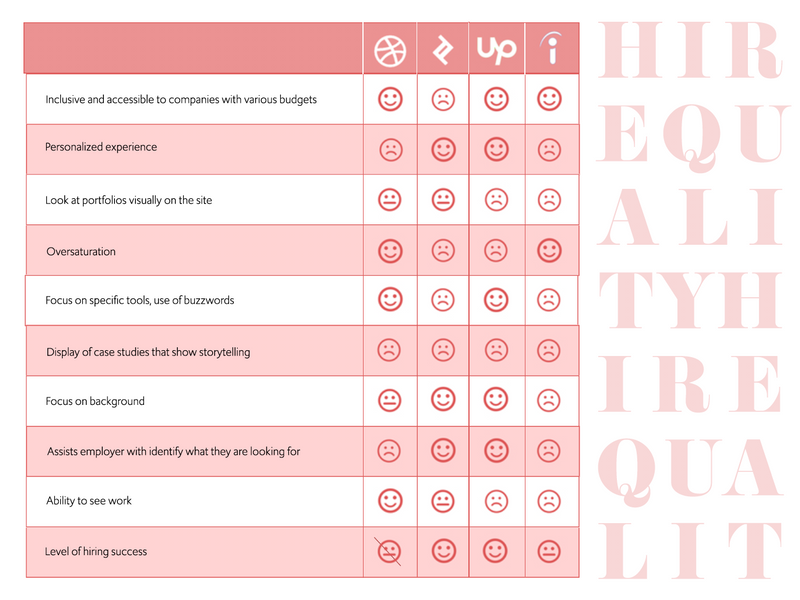 up
Inclusive and accessible to companies with various budgets
Personalized experience
Look at portfolios visually on the site
Oversaturation
Focus on specific tools, use of buzzwords
Display of case studies that show storytelling
Focus on background
Assists employer with identify what they are looking for
Ability to see work
Level of hiring success
HIR
EQU
ALI
TYH
IRE
QUA
LIT